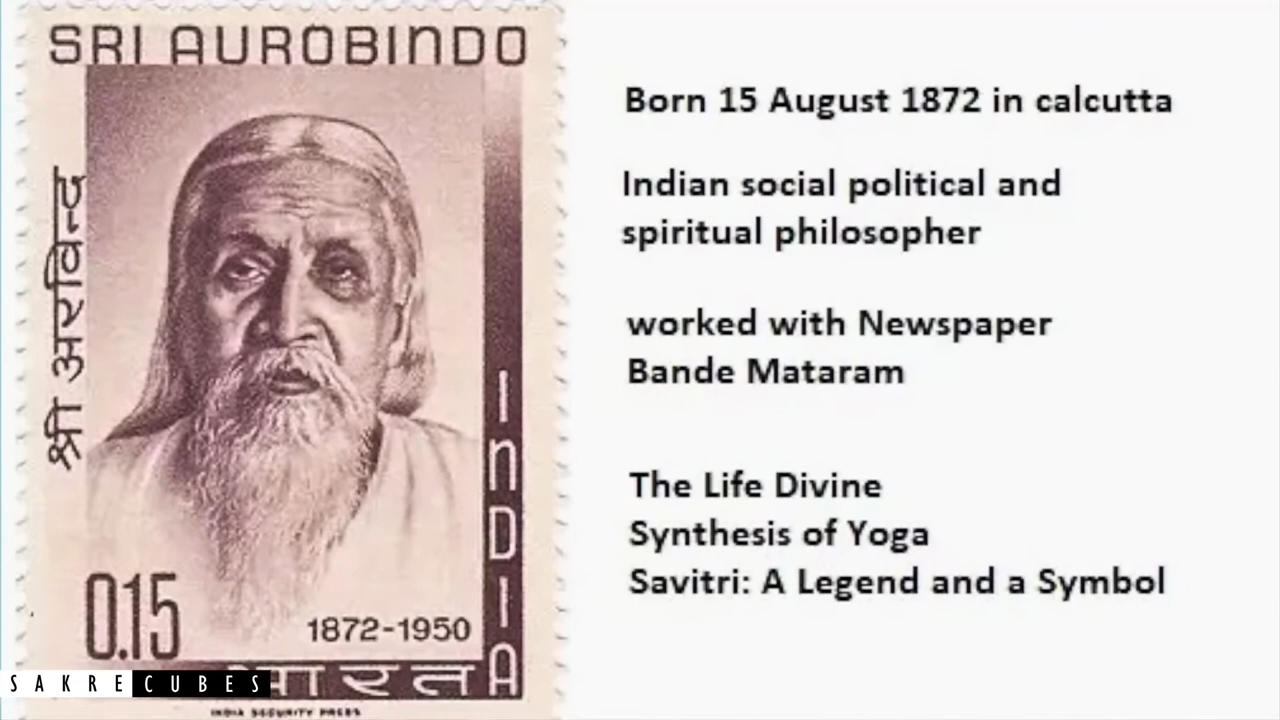 SRI AUROBINDO
श्री अरविन्द
INDIA
0.15
1872-1950
भारत
INDIA SECURITY PRESS
SAKRECUBES
Born 15 August 1872 in calcutta
Indian social political and
spiritual philosopher
worked with Newspaper
Bande Mataram
The Life Divine
Synthesis of Yoga
Savitri: A Legend and a Symbol